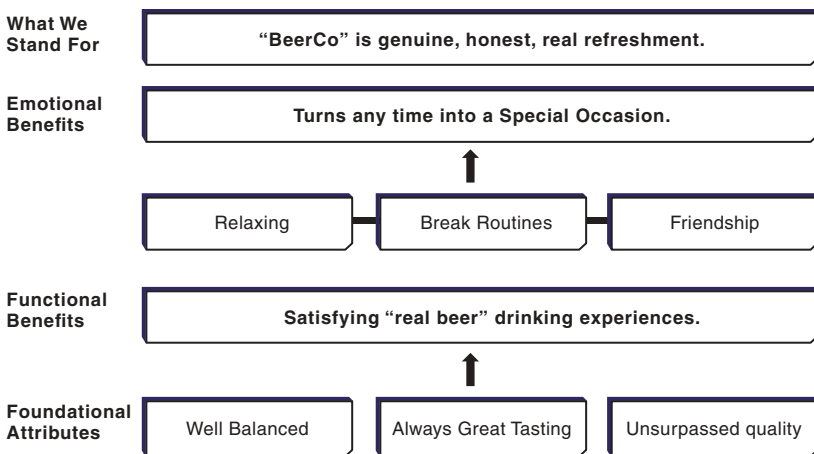 What We
Stand For
“BeerCo” is genuine, honest, real refreshment.
Emotional
Benefits
Turns any time into a Special Occasion.
Relaxing
Break Routines
Friendship
Functional
Benefits
Satisfying “real beer” drinking experiences.
Foundational
Attributes
Well Balanced
Always Great Tasting
Unsurpassed quality